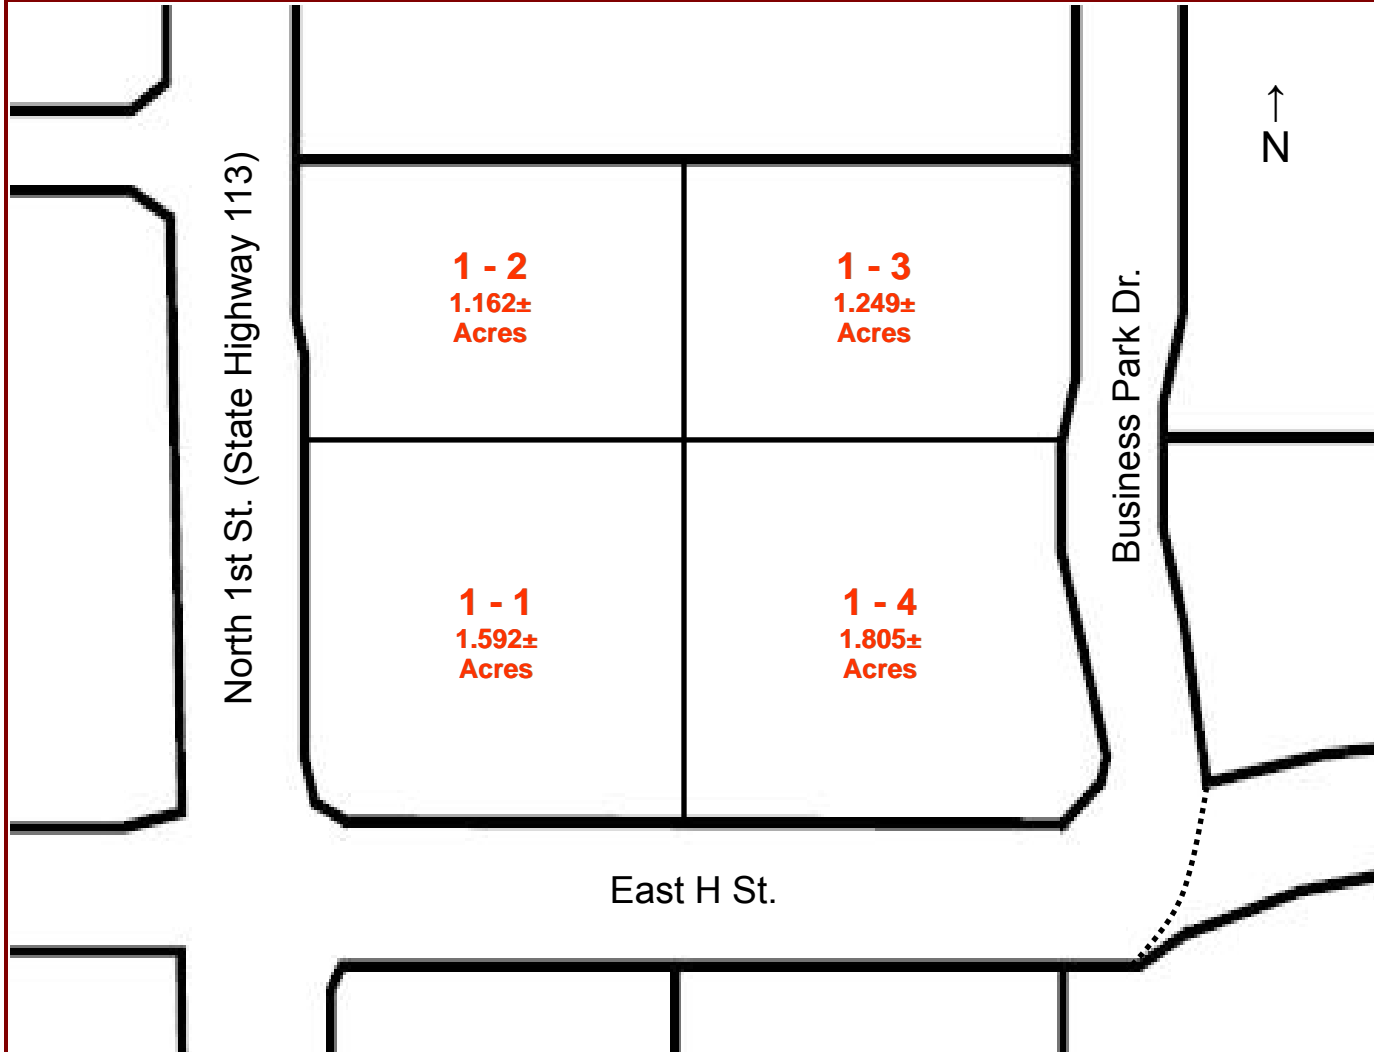 ↑
N
North 1st St. (State Highway 113)
1 - 2
1.162±
Acres
1 - 3
1.249±
Acres
Business Park Dr.
1 - 1
1.592±
Acres
1 - 4
1.805±
Acres
East H St.